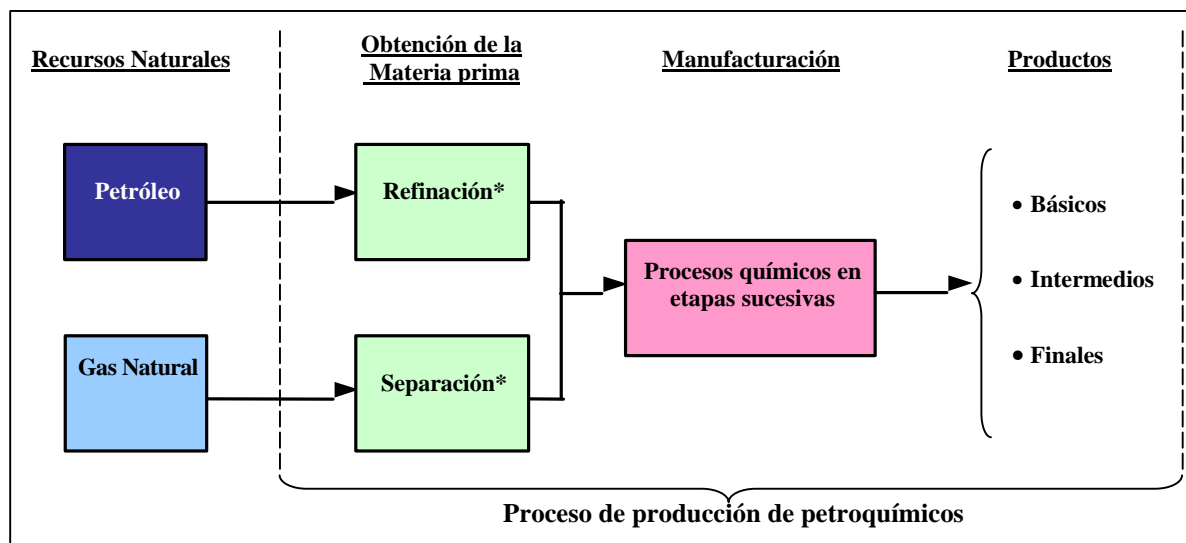 Recursos Naturales
Obtención de la
Materia prima
Manufacturación
Productos
Petróleo
Refinación*
Gas Natural
Separación*
Procesos químicos en
etapas sucesivas
• Básicos
• Intermedios
• Finales
Proceso de producción de petroquímicos